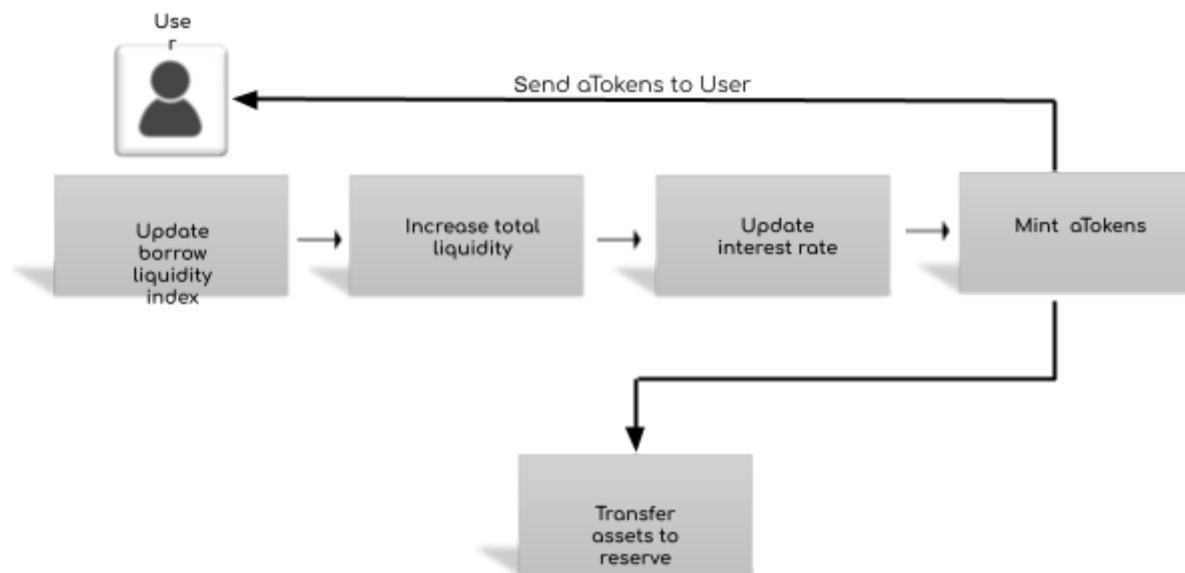 Use
r
Send aTokens to User
Update
borrow
liquidity
index
Increase total
liquidity
Update
interest rate
Mint aTokens
Transfer
assets to
reserve